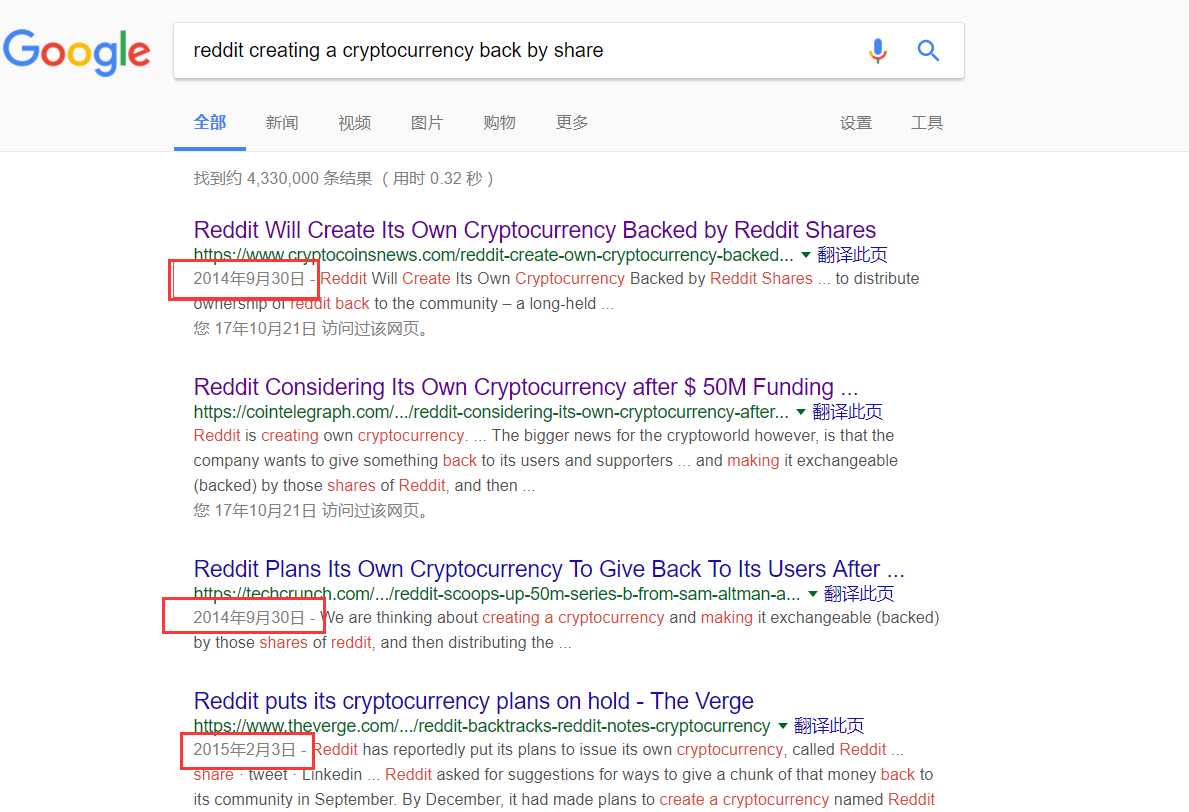 Google
reddit creating a cryptocurrency back by share
全部 新闻 视频 图片 购物 更多 设置 工具
找到约 4,330,000 条结果 （用时 0.32 秒）
Reddit Will Create Its Own Cryptocurrency Backed by Reddit Shares
https://www.cryptocoinsnews.com/reddit-create-own-cryptocurrency-backed... 翻译此页
2014年9月30日 - Reddit Will Create Its Own Cryptocurrency Backed by Reddit Shares ... to distribute
ownership of reddit back to the community – a long-held ...
您 17年10月21日 访问过该网页。
Reddit Considering Its Own Cryptocurrency after $ 50M Funding ...
https://cointelegraph.com/.../reddit-considering-its-own-cryptocurrency-after... 翻译此页
Reddit is creating own cryptocurrency. ... The bigger news for the cryptoworld however, is that the
company wants to give something back to its users and supporters ... and making it exchangeable
(backed) by those shares of Reddit, and then ...
您 17年10月21日 访问过该网页。
Reddit Plans Its Own Cryptocurrency To Give Back To Its Users After ...
https://techcrunch.com/.../reddit-scoops-up-50m-series-b-from-sam-altman-a... 翻译此页
2014年9月30日 - We are thinking about creating a cryptocurrency and making it exchangeable (backed)
by those shares of reddit, and then distributing the ...
Reddit puts its cryptocurrency plans on hold - The Verge
https://www.theverge.com/.../reddit-backtracks-reddit-notes-cryptocurrency 翻译此页
2015年2月3日 - Reddit has reportedly put its plans to issue its own cryptocurrency, called Reddit ...
share · tweet · Linkedin ... Reddit asked for suggestions for ways to give a chunk of that money back to
its community in September. By December, it had made plans to create a cryptocurrency named Reddit